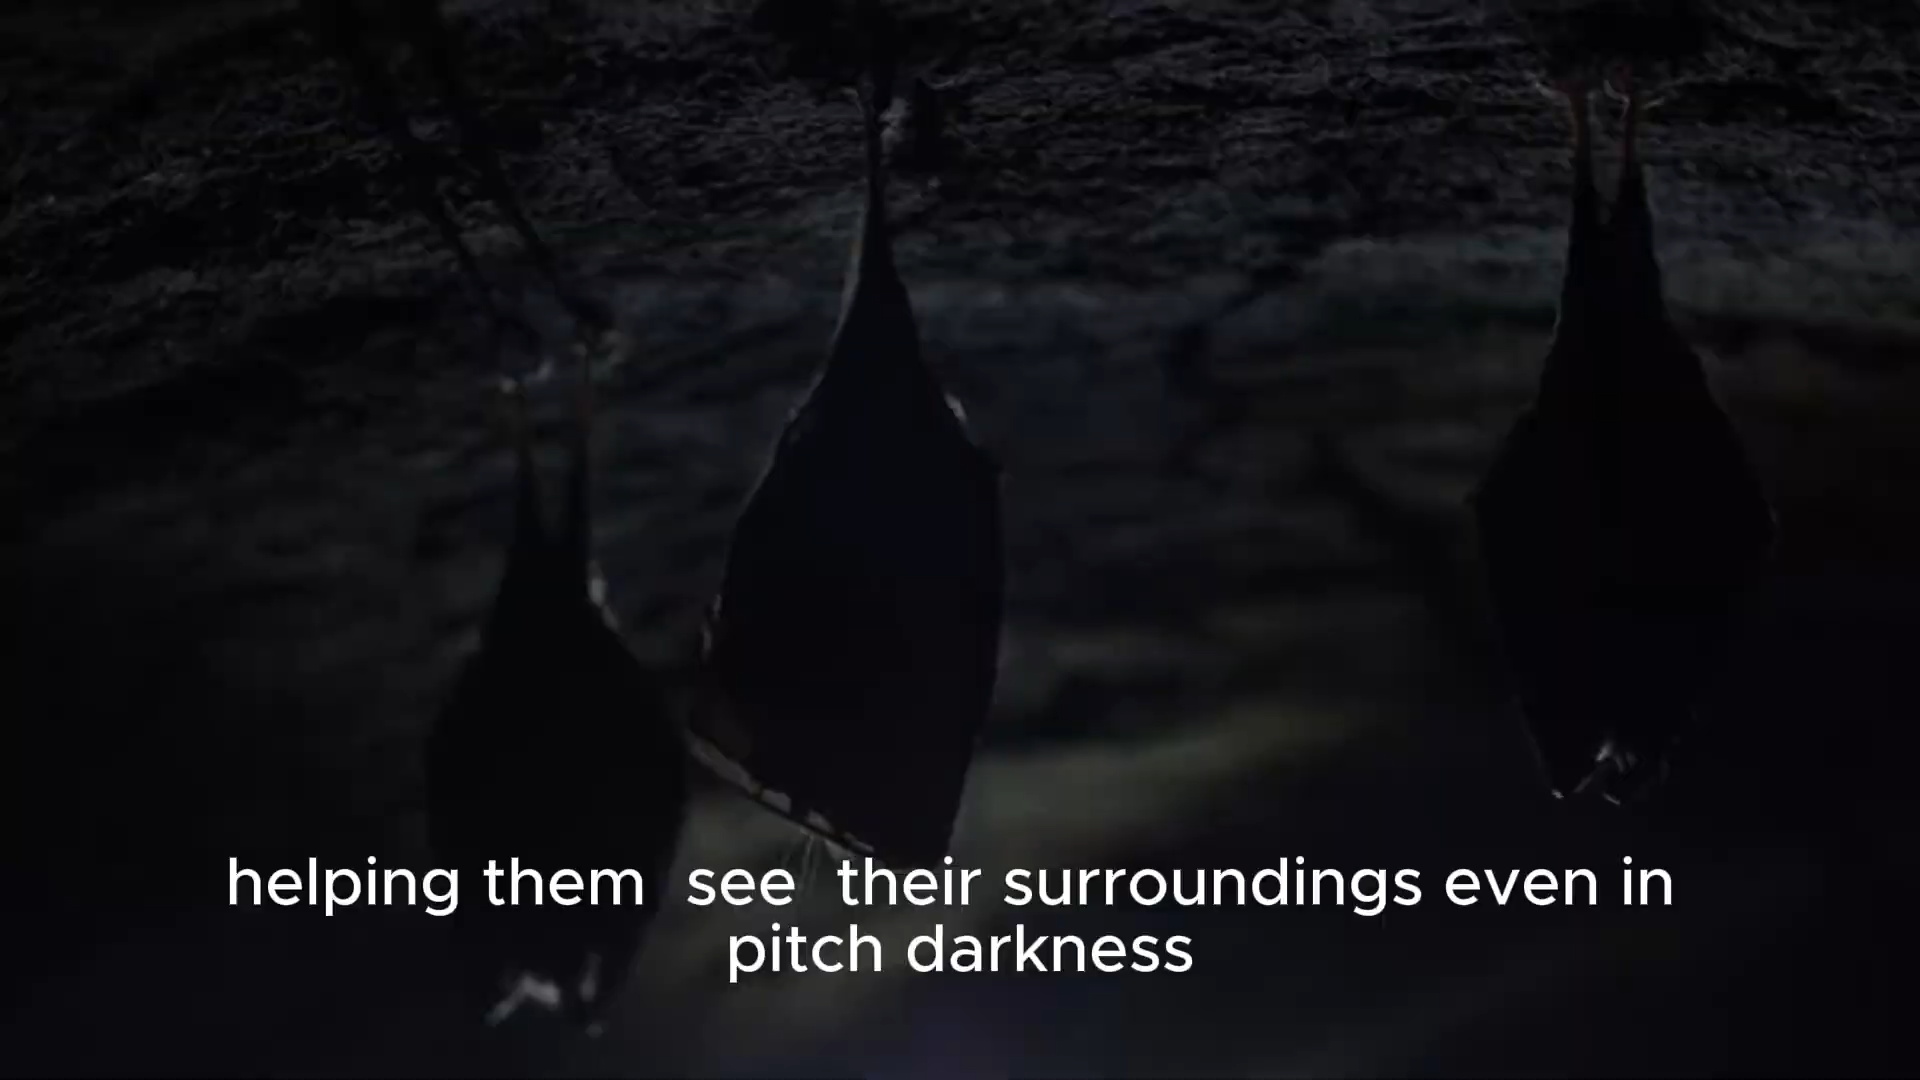 helping them  see  their surroundings even in
pitch darkness